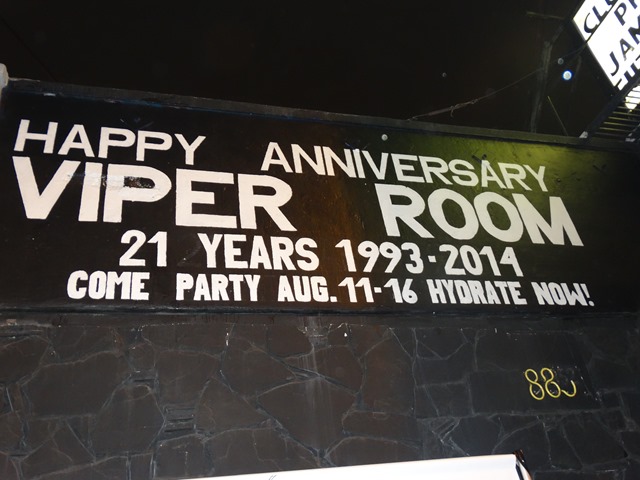 HAPPY ANNIVERSARY
VIPER ROOM
21 YEARS 1993-2014
COME PARTY AUG. 11-16 HYDRATE NOW!